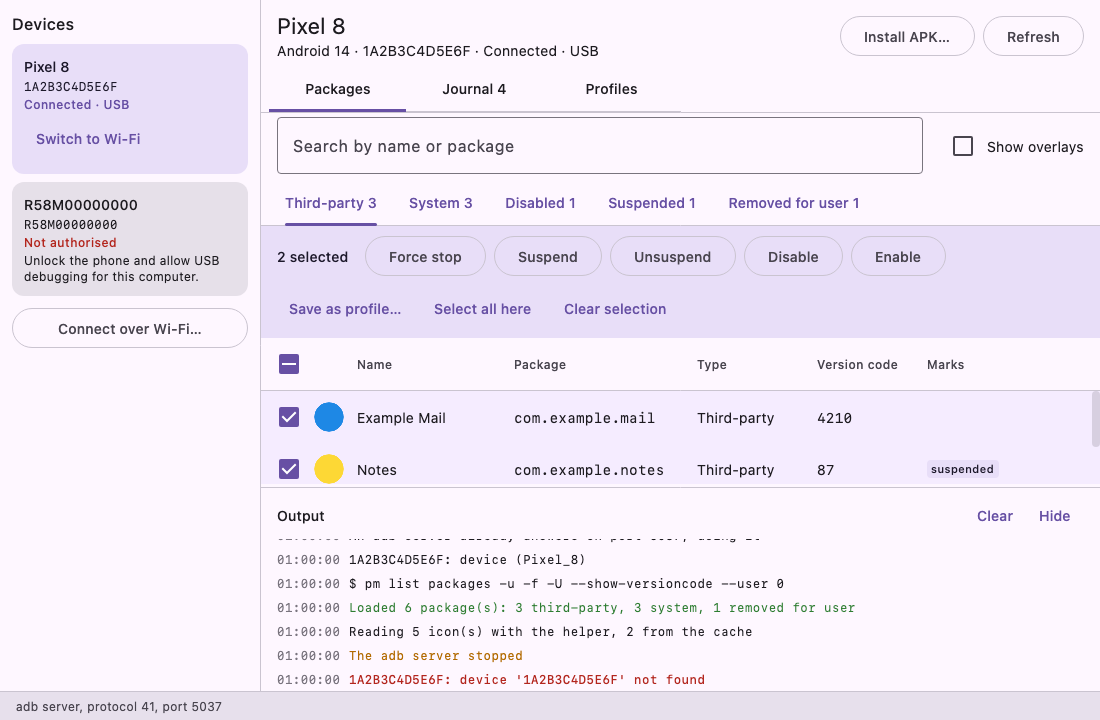 Devices
Pixel 8
1A2B3C4D5E6F
Connected · USB
Switch to Wi-Fi
R58M00000000
R58M00000000
Not authorised
Unlock the phone and allow USB
debugging for this computer.
Connect over Wi-Fi...
Pixel 8
Android 14 · 1A2B3C4D5E6F · Connected · USB
Install APK...
Refresh
Packages
Journal 4
Profiles
Search by name or package
Show overlays
Third-party 3
System 3
Disabled 1
Suspended 1
Removed for user 1
2 selected
Force stop
Suspend
Unsuspend
Disable
Enable
Save as profile...
Select all here
Clear selection
Name Package Type Version code Marks
Example Mail com.example.mail Third-party 4210
Notes com.example.notes Third-party 87 suspended
Output
Clear
Hide
01:00:00 1A2B3C4D5E6F: device (Pixel_8)
01:00:00 $ pm list packages -u -f -U --show-versioncode --user 0
01:00:00 Loaded 6 package(s): 3 third-party, 3 system, 1 removed for user
01:00:00 Reading 5 icon(s) with the helper, 2 from the cache
01:00:00 The adb server stopped
01:00:00 1A2B3C4D5E6F: device '1A2B3C4D5E6F' not found
adb server, protocol 41, port 5037